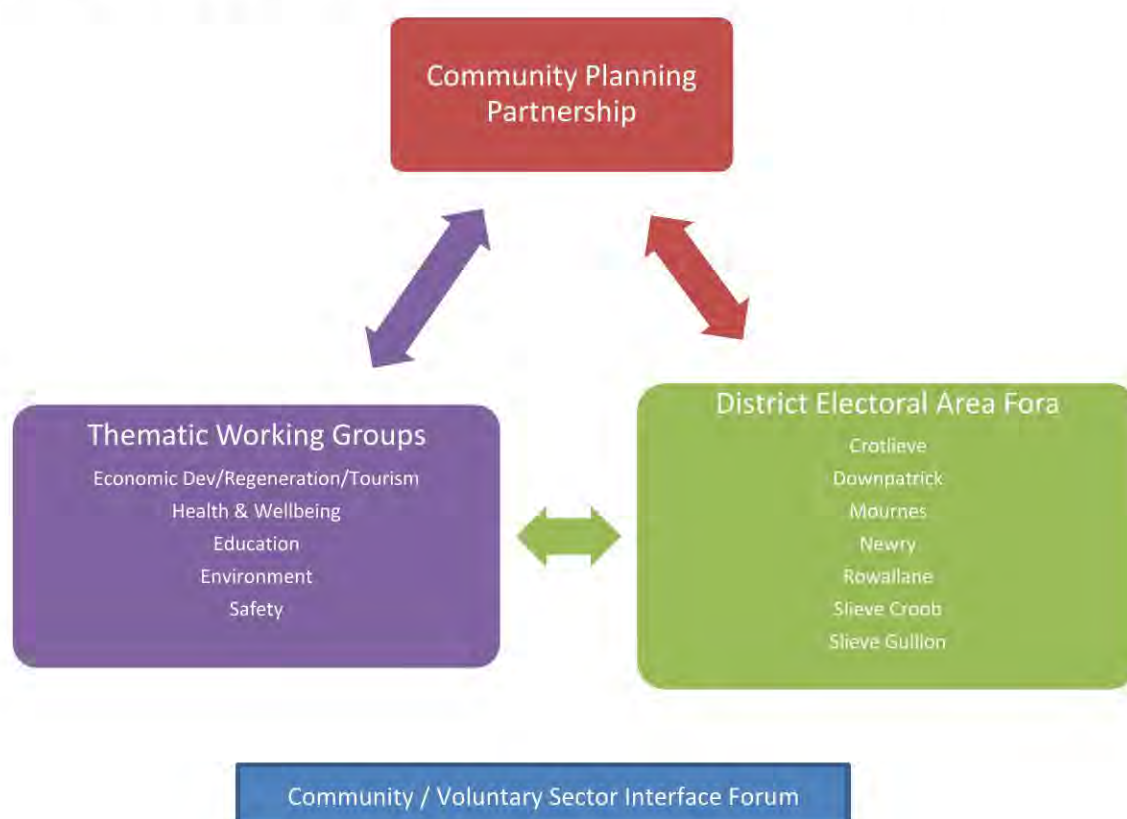 Community Planning
Partnership
Thematic Working Groups
Economic Dev/Regeneration/Tourism
Health & Wellbeing
Education
Environment
Safety
District Electoral Area Fora
Crotlieve
Downpatrick
Mournes
Newry
Rowallane
Slieve Croob
Slieve Gullion
Community / Voluntary Sector Interface Forum